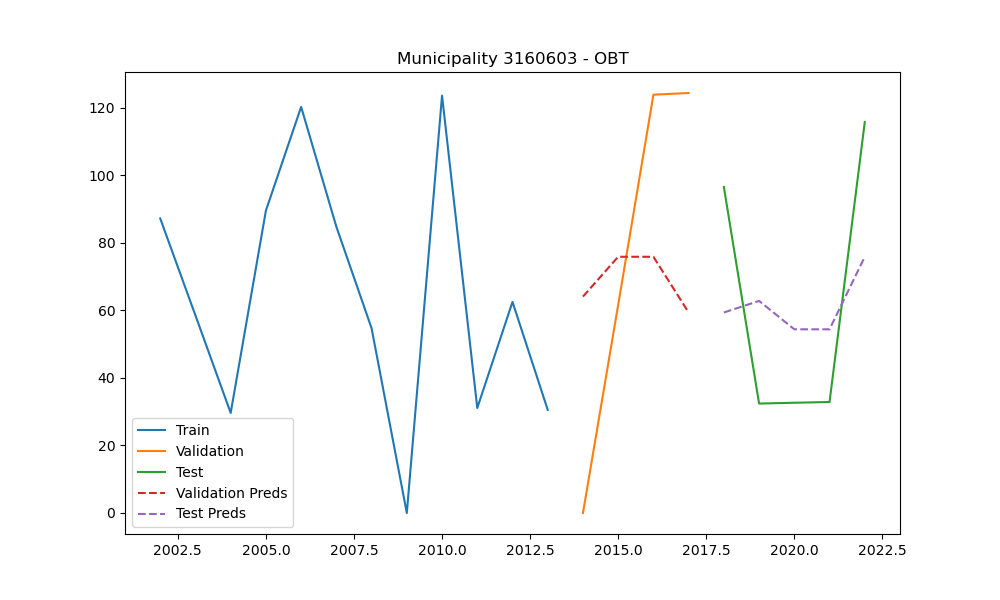 Municipality 3160603 - OBT
120
100
80
60
40
20
0
Train
Validation
Test
Validation Preds
Test Preds
2002.5 2005.0 2007.5 2010.0 2012.5 2015.0 2017.5 2020.0 2022.5